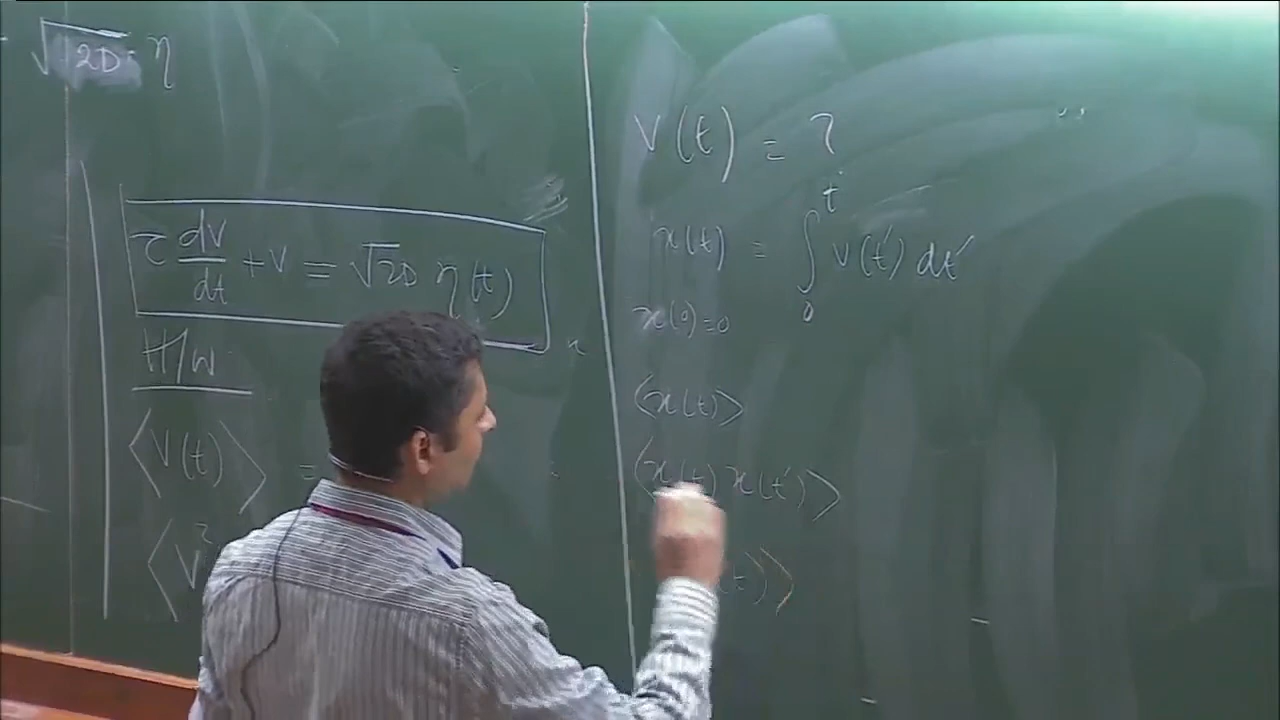 √2D η
τ dv/dt + v = √2D η(t)
H/W
⟨v(t)⟩ =
⟨v²
v(t) = ?
x(t) = ∫₀ᵗ v(t′) dt′
x(0)=0
⟨x(t)⟩
⟨x(t) x(t′)⟩
(t)⟩